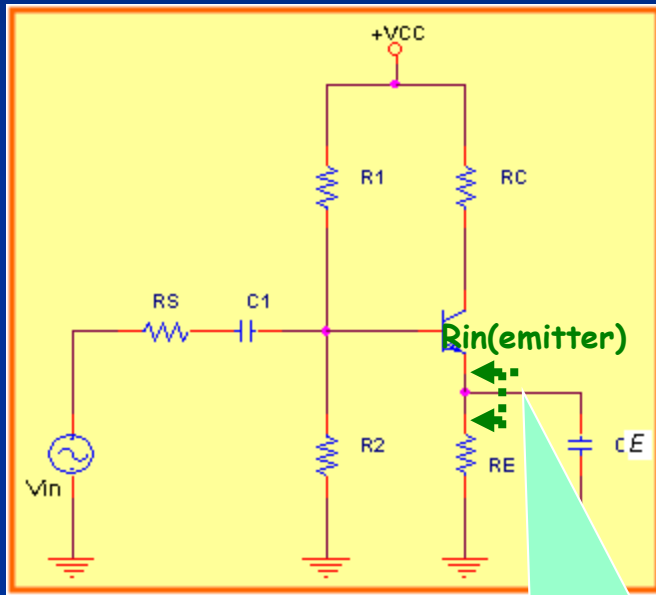 +VCC
R1
RC
RS
C1
Rin(emitter)
R2
RE
CE
Vin